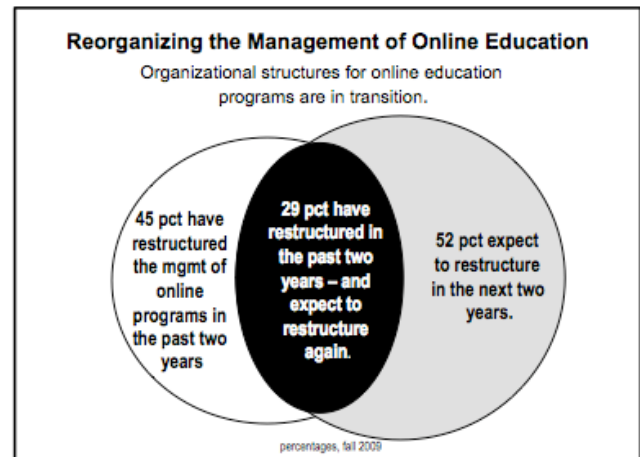 Reorganizing the Management of Online Education
Organizational structures for online education
programs are in transition.
45 pct have
restructured
the mgmt of
online
programs in
the past two
years
29 pct have
restructured in
the past two
years – and
expect to
restructure
again.
52 pct expect
to restructure
in the next two
years.
percentages, fall 2009